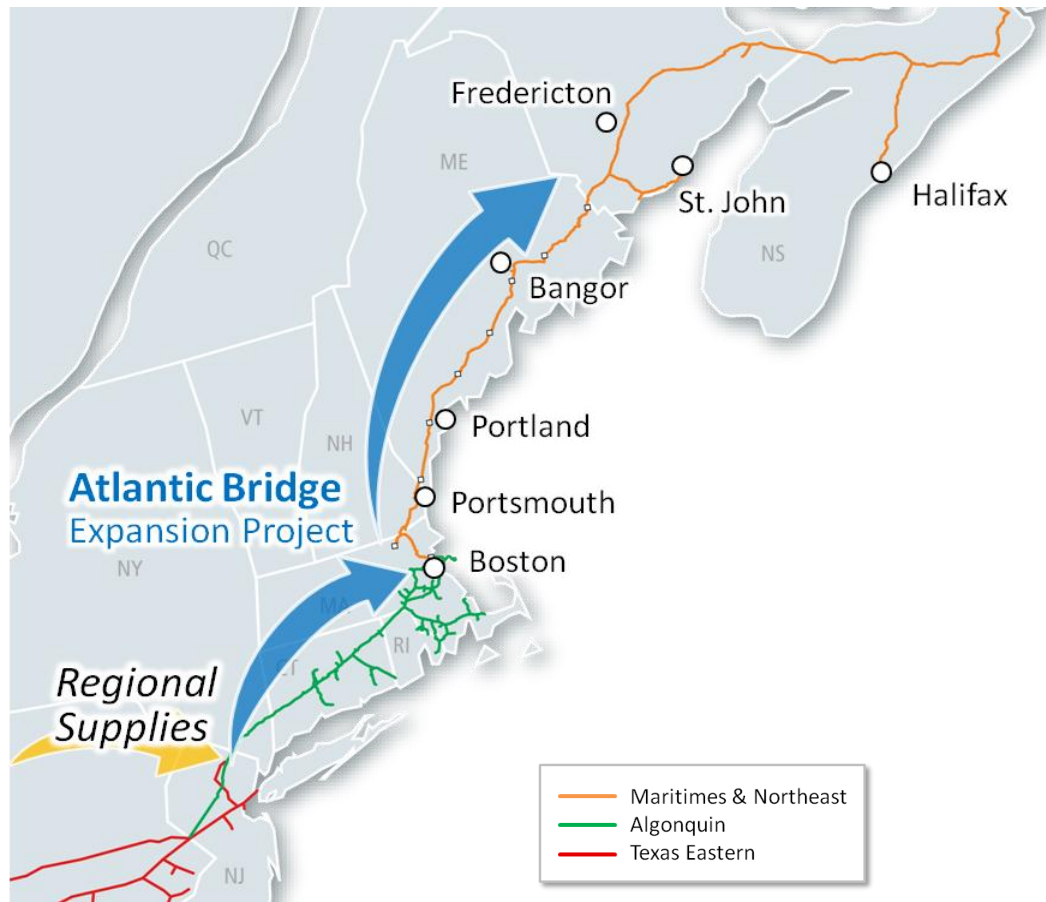 Fredericton
ME
St. John
Halifax
QC
NS
Bangor
VT
NH
Portland
Atlantic Bridge
Expansion Project
Portsmouth
Boston
NY
MA
RI
CT
Regional
Supplies
NJ
Maritimes & Northeast
Algonquin
Texas Eastern